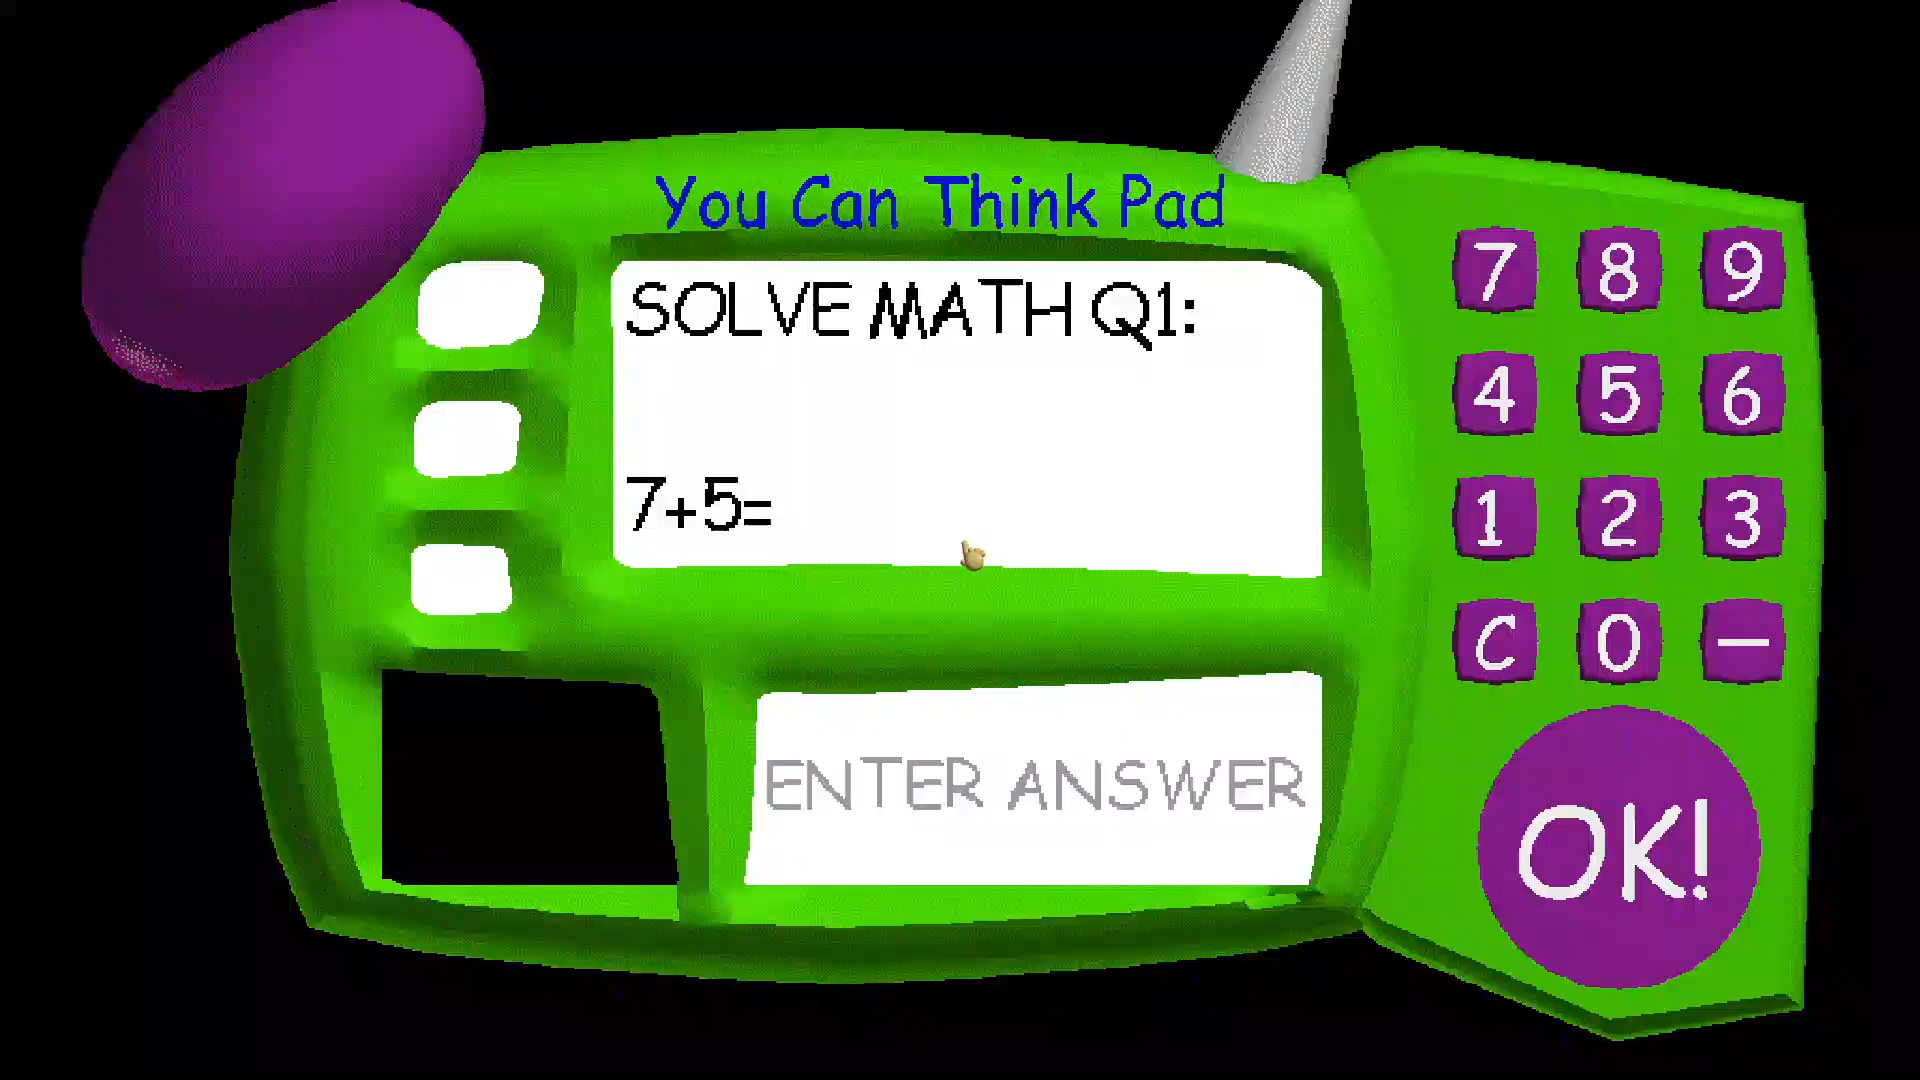 You Can Think Pad
SOLVE MATH Q1:
7+5=
ENTER ANSWER
7 8 9
4 5 6
1 2 3
C 0 —
OK!